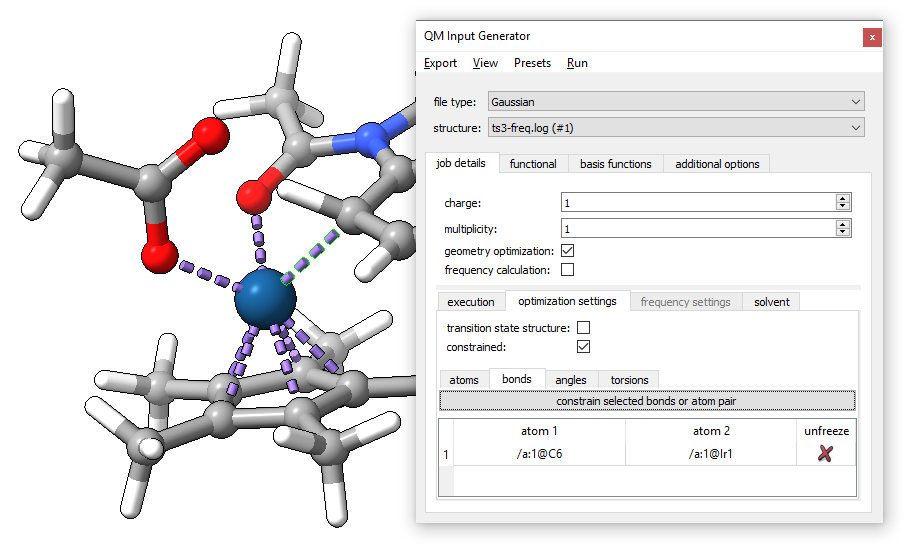 QM Input Generator
x
Export View Presets Run
file type: Gaussian
structure: ts3-freq.log (#1)
job details functional basis functions additional options
charge: 1
multiplicity: 1
geometry optimization:
frequency calculation:
execution optimization settings frequency settings solvent
transition state structure:
constrained:
atoms bonds angles torsions
constrain selected bonds or atom pair
atom 1 atom 2 unfreeze
1 /a:1@C6 /a:1@Ir1